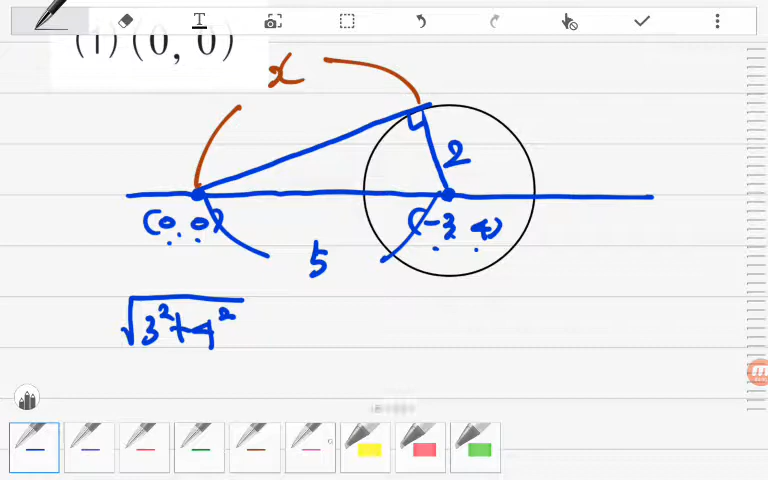 (1) (0, 0)
x
2
(0, 0)
(-3, 4)
5
√3²+4²